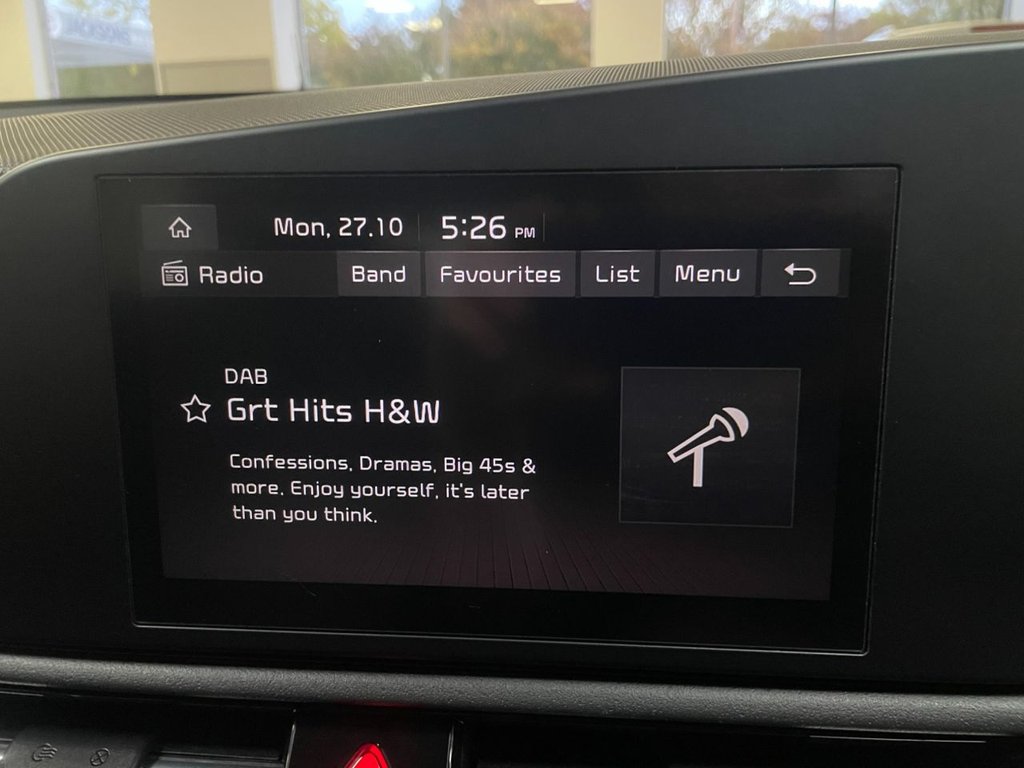 JACKSONS
Mon, 27.10 5:26 PM
Radio Band Favourites List Menu
DAB
Grt Hits H&W
Confessions, Dramas, Big 45s &
more. Enjoy yourself, it's later
than you think.